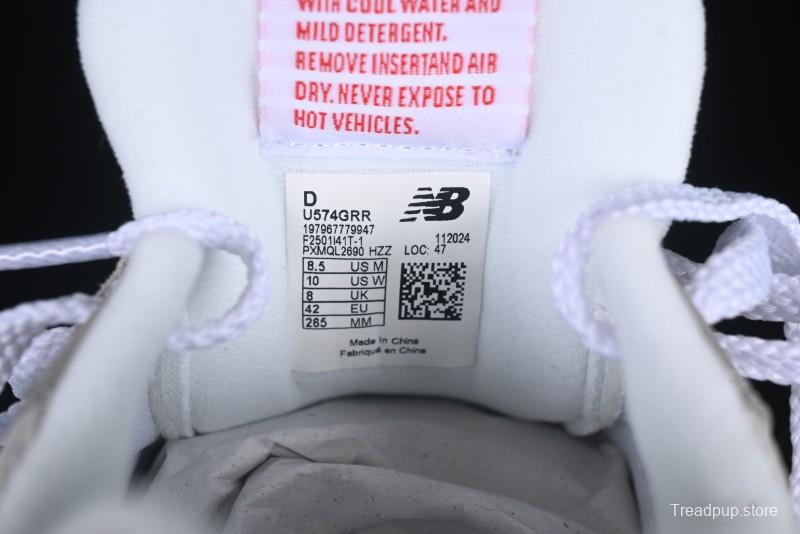 WITH COOL WATER AND
MILD DETERGENT.
REMOVE INSERTAND AIR
DRY. NEVER EXPOSE TO
HOT VEHICLES.
D
U574GRR
NB
197967779947
F2501I41T-1 112024
PXMQL2690 HZZ LOC: 47
8.5 US M
10 US W
8 UK
42 EU
265 MM
Made In China
Fabriqué en China
Treadpup.store